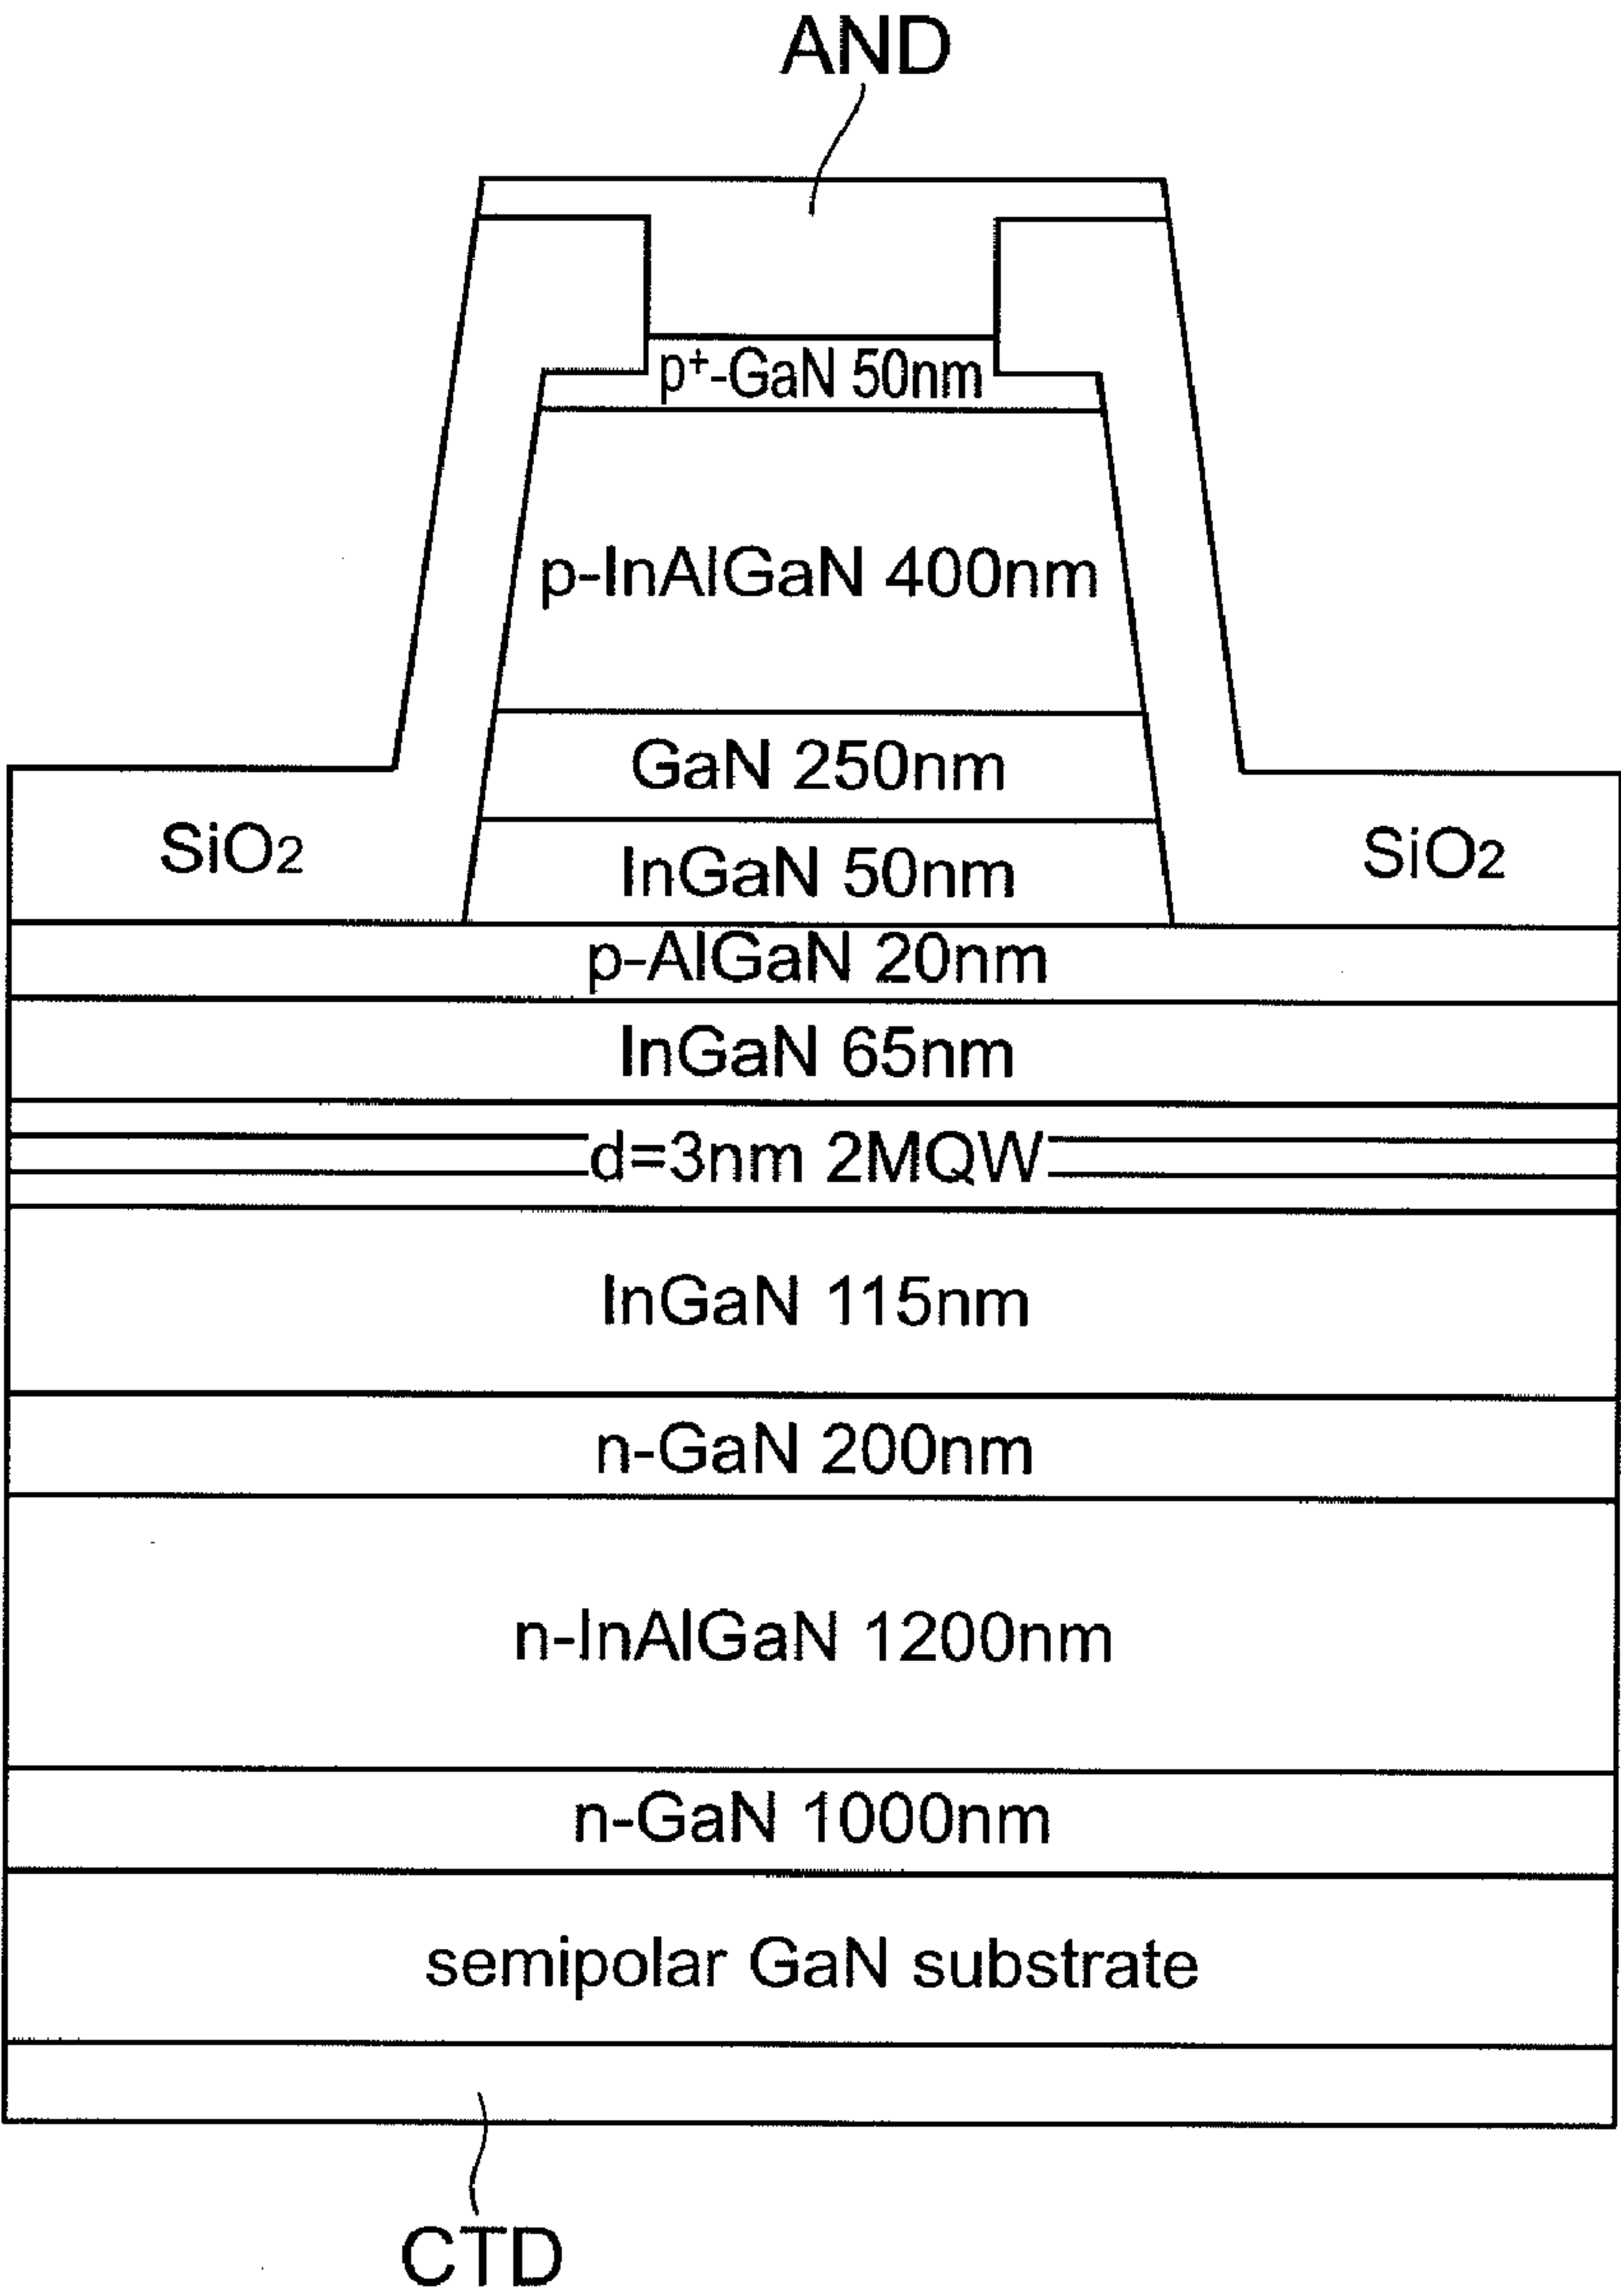 AND
p⁺-GaN 50nm
p-InAlGaN 400nm
GaN 250nm
SiO₂
InGaN 50nm
SiO₂
p-AlGaN 20nm
InGaN 65nm
d=3nm 2MQW
InGaN 115nm
n-GaN 200nm
n-InAlGaN 1200nm
n-GaN 1000nm
semipolar GaN substrate
CTD